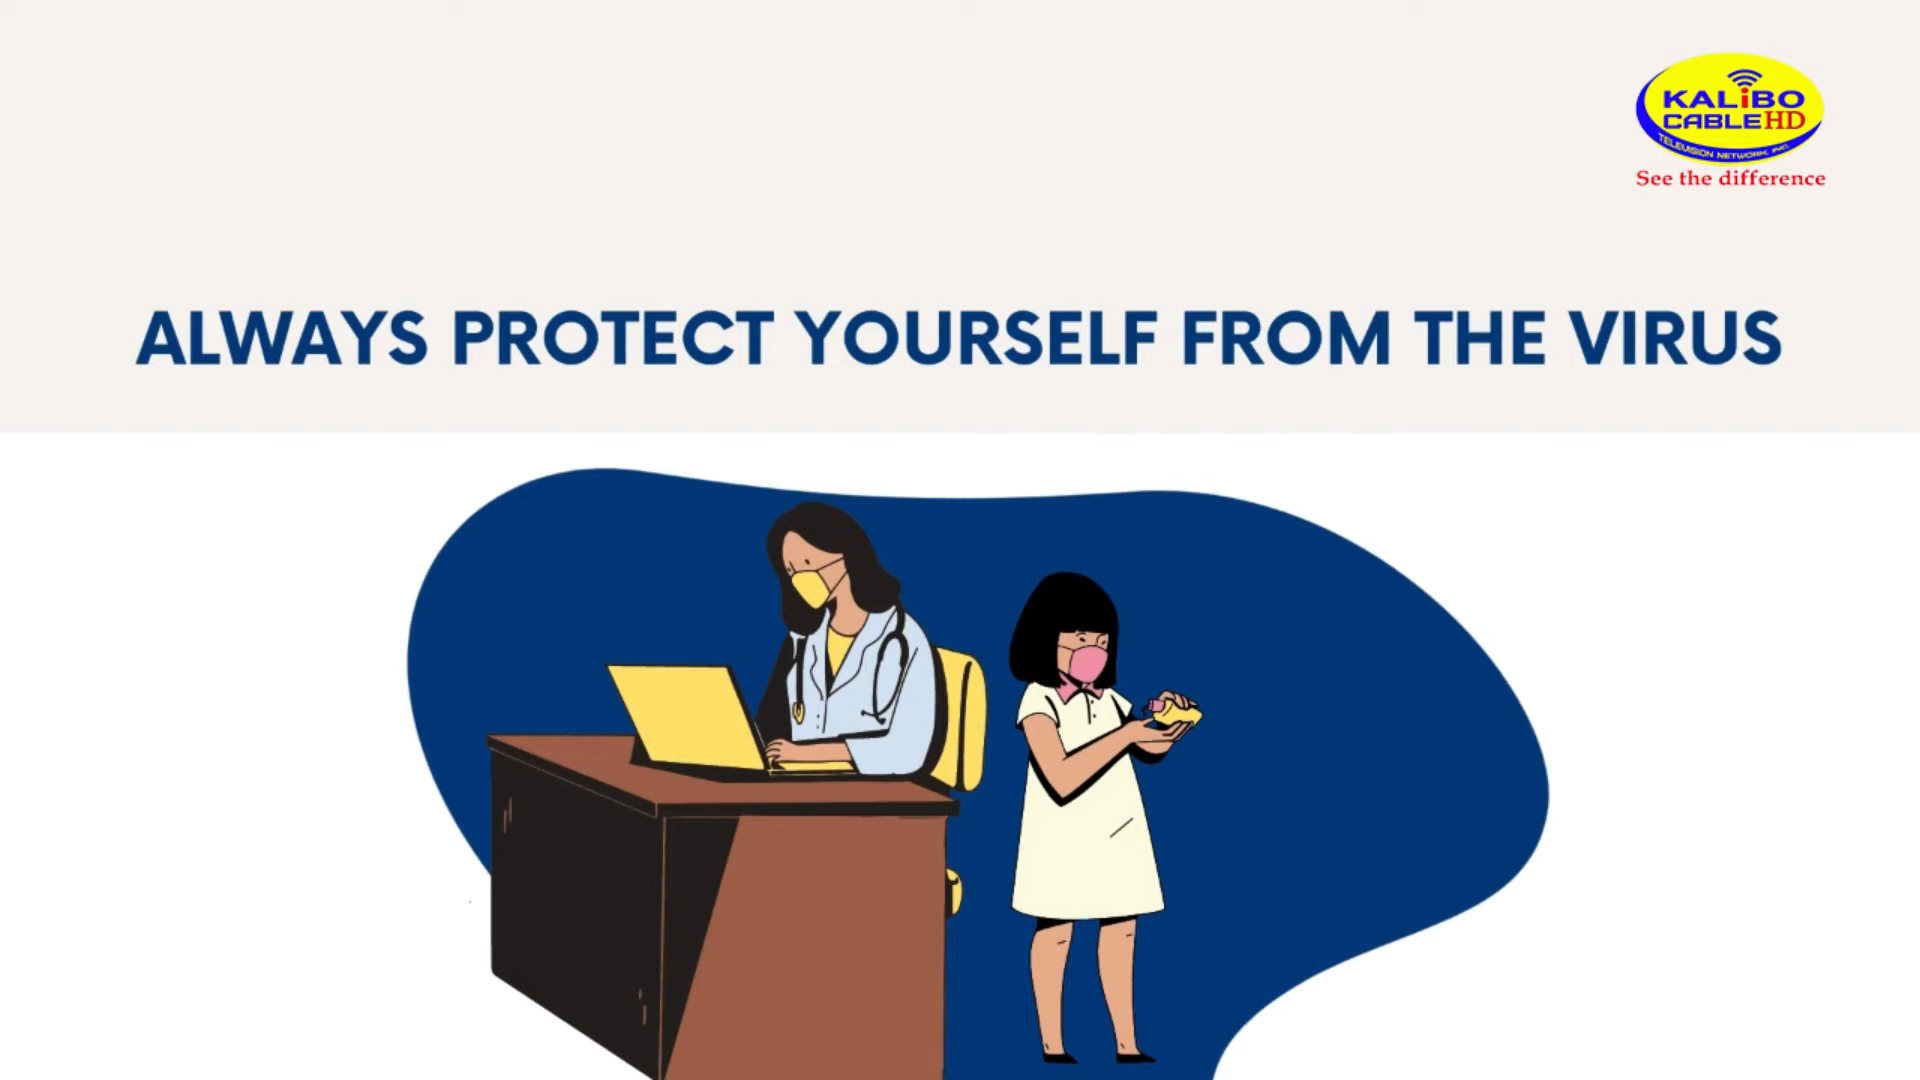 KALiBO
CABLEHD
TELEVISION NETWORK, INC.
See the difference
ALWAYS PROTECT YOURSELF FROM THE VIRUS